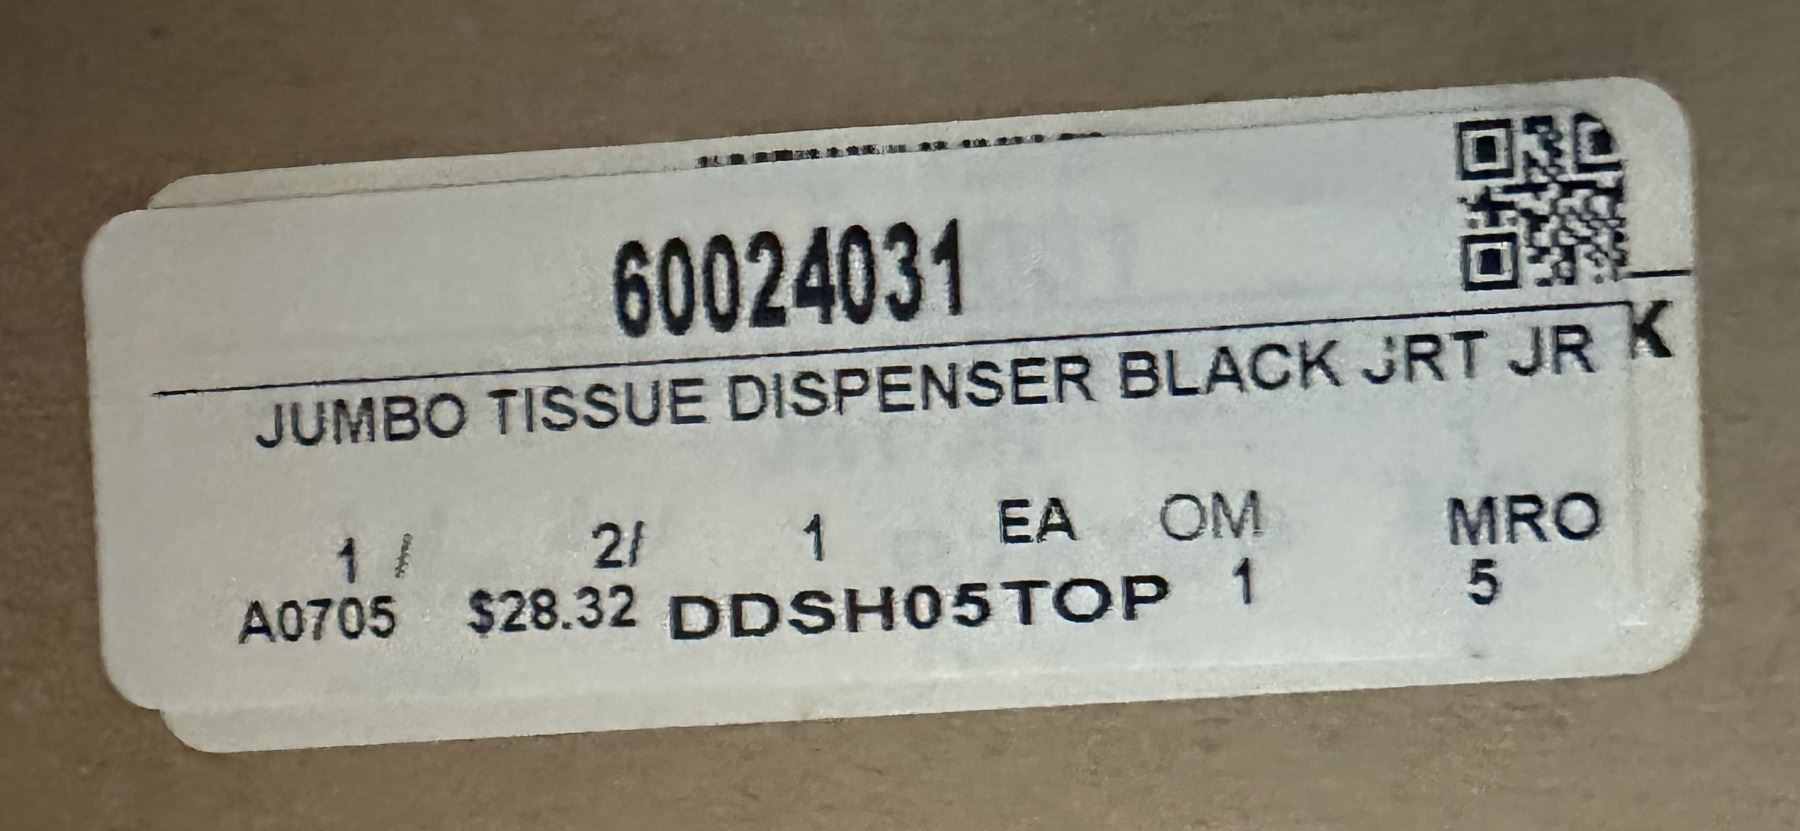 60024031
JUMBO TISSUE DISPENSER BLACK JRT JR
K
1 / 2/ 1 EA OM MRO
A0705 $28.32 DDSH05TOP 1 5